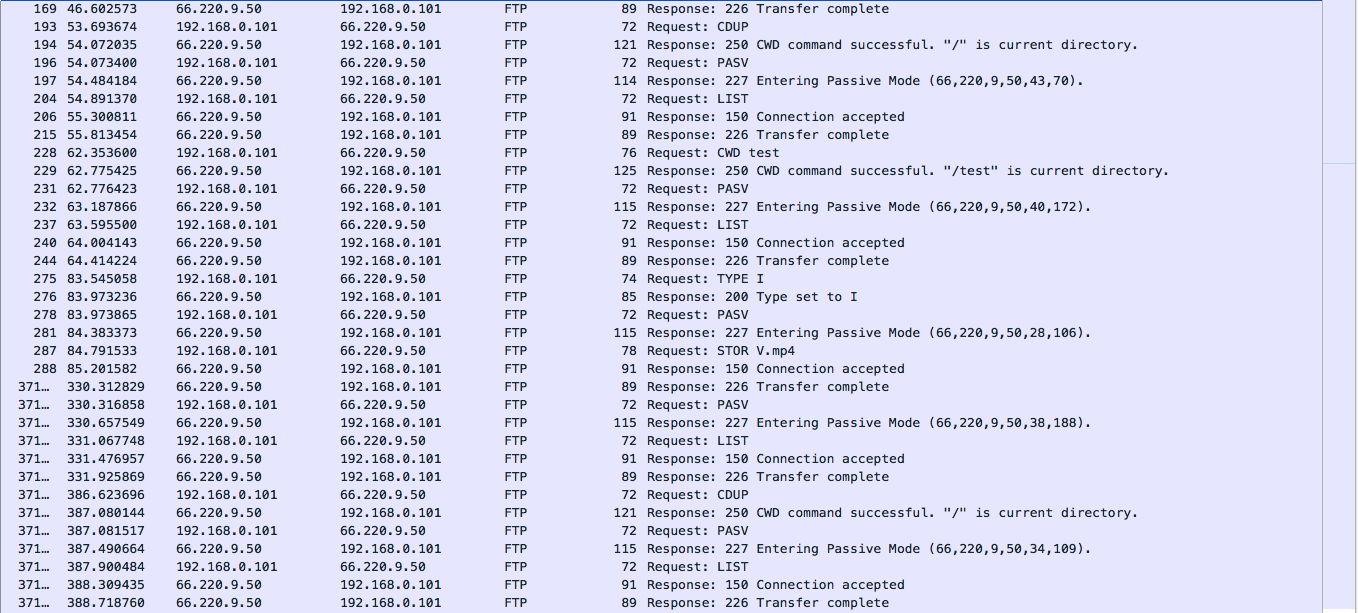 169 46.602573 66.220.9.50 192.168.0.101 FTP 89 Response: 226 Transfer complete
193 53.693674 192.168.0.101 66.220.9.50 FTP 72 Request: CDUP
194 54.072035 66.220.9.50 192.168.0.101 FTP 121 Response: 250 CWD command successful. "/" is current directory.
196 54.073400 192.168.0.101 66.220.9.50 FTP 72 Request: PASV
197 54.484184 66.220.9.50 192.168.0.101 FTP 114 Response: 227 Entering Passive Mode (66,220,9,50,43,70).
204 54.891370 192.168.0.101 66.220.9.50 FTP 72 Request: LIST
206 55.300811 66.220.9.50 192.168.0.101 FTP 91 Response: 150 Connection accepted
215 55.813454 66.220.9.50 192.168.0.101 FTP 89 Response: 226 Transfer complete
228 62.353600 192.168.0.101 66.220.9.50 FTP 76 Request: CWD test
229 62.775425 66.220.9.50 192.168.0.101 FTP 125 Response: 250 CWD command successful. "/test" is current directory.
231 62.776423 192.168.0.101 66.220.9.50 FTP 72 Request: PASV
232 63.187866 66.220.9.50 192.168.0.101 FTP 115 Response: 227 Entering Passive Mode (66,220,9,50,40,172).
237 63.595500 192.168.0.101 66.220.9.50 FTP 72 Request: LIST
240 64.004143 66.220.9.50 192.168.0.101 FTP 91 Response: 150 Connection accepted
244 64.414224 66.220.9.50 192.168.0.101 FTP 89 Response: 226 Transfer complete
275 83.545058 192.168.0.101 66.220.9.50 FTP 74 Request: TYPE I
276 83.973236 66.220.9.50 192.168.0.101 FTP 85 Response: 200 Type set to I
278 83.973865 192.168.0.101 66.220.9.50 FTP 72 Request: PASV
281 84.383373 66.220.9.50 192.168.0.101 FTP 115 Response: 227 Entering Passive Mode (66,220,9,50,28,106).
287 84.791533 192.168.0.101 66.220.9.50 FTP 78 Request: STOR V.mp4
288 85.201582 66.220.9.50 192.168.0.101 FTP 91 Response: 150 Connection accepted
371… 330.312829 66.220.9.50 192.168.0.101 FTP 89 Response: 226 Transfer complete
371… 330.316858 192.168.0.101 66.220.9.50 FTP 72 Request: PASV
371… 330.657549 66.220.9.50 192.168.0.101 FTP 115 Response: 227 Entering Passive Mode (66,220,9,50,38,188).
371… 331.067748 192.168.0.101 66.220.9.50 FTP 72 Request: LIST
371… 331.476957 66.220.9.50 192.168.0.101 FTP 91 Response: 150 Connection accepted
371… 331.925869 66.220.9.50 192.168.0.101 FTP 89 Response: 226 Transfer complete
371… 386.623696 192.168.0.101 66.220.9.50 FTP 72 Request: CDUP
371… 387.080144 66.220.9.50 192.168.0.101 FTP 121 Response: 250 CWD command successful. "/" is current directory.
371… 387.081517 192.168.0.101 66.220.9.50 FTP 72 Request: PASV
371… 387.490664 66.220.9.50 192.168.0.101 FTP 115 Response: 227 Entering Passive Mode (66,220,9,50,34,109).
371… 387.900484 192.168.0.101 66.220.9.50 FTP 72 Request: LIST
371… 388.309435 66.220.9.50 192.168.0.101 FTP 91 Response: 150 Connection accepted
371… 388.718760 66.220.9.50 192.168.0.101 FTP 89 Response: 226 Transfer complete